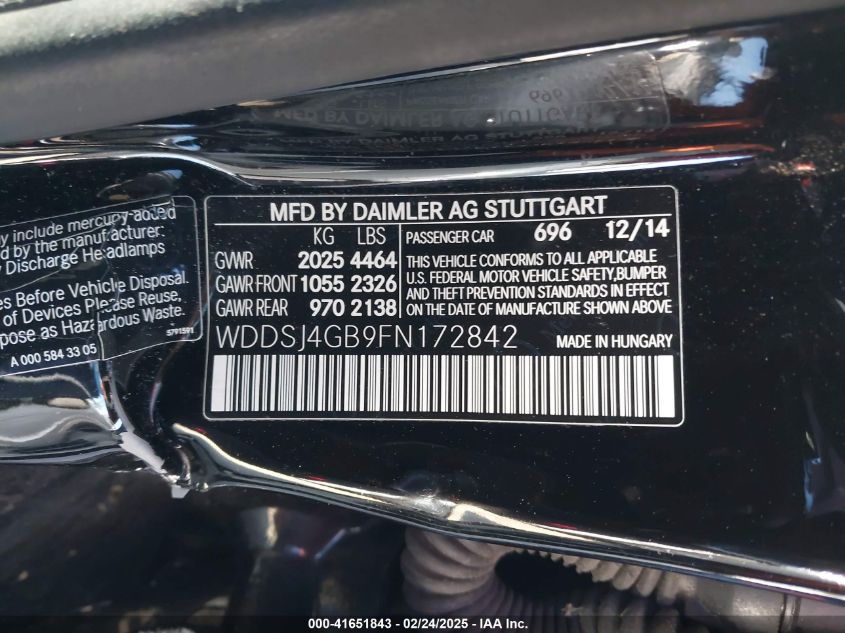 MFD BY DAIMLER AG STUTTGART
KG LBS
GVWR 2025 4464
GAWR FRONT 1055 2326
GAWR REAR 970 2138
PASSENGER CAR 696 12/14
THIS VEHICLE CONFORMS TO ALL APPLICABLE
U.S. FEDERAL MOTOR VEHICLE SAFETY,BUMPER
AND THEFT PREVENTION STANDARDS IN EFFECT
ON THE DATE OF MANUFACTURE SHOWN ABOVE.
WDDSJ4GB9FN172842
MADE IN HUNGARY
include mercury-added
by the manufacturer:
Discharge Headlamps
Before Vehicle Disposal.
of Devices Please Reuse,
as Hazardous Waste.
5791591
A 000 584 33 05
000-41651843 - 02/24/2025 - IAA Inc.